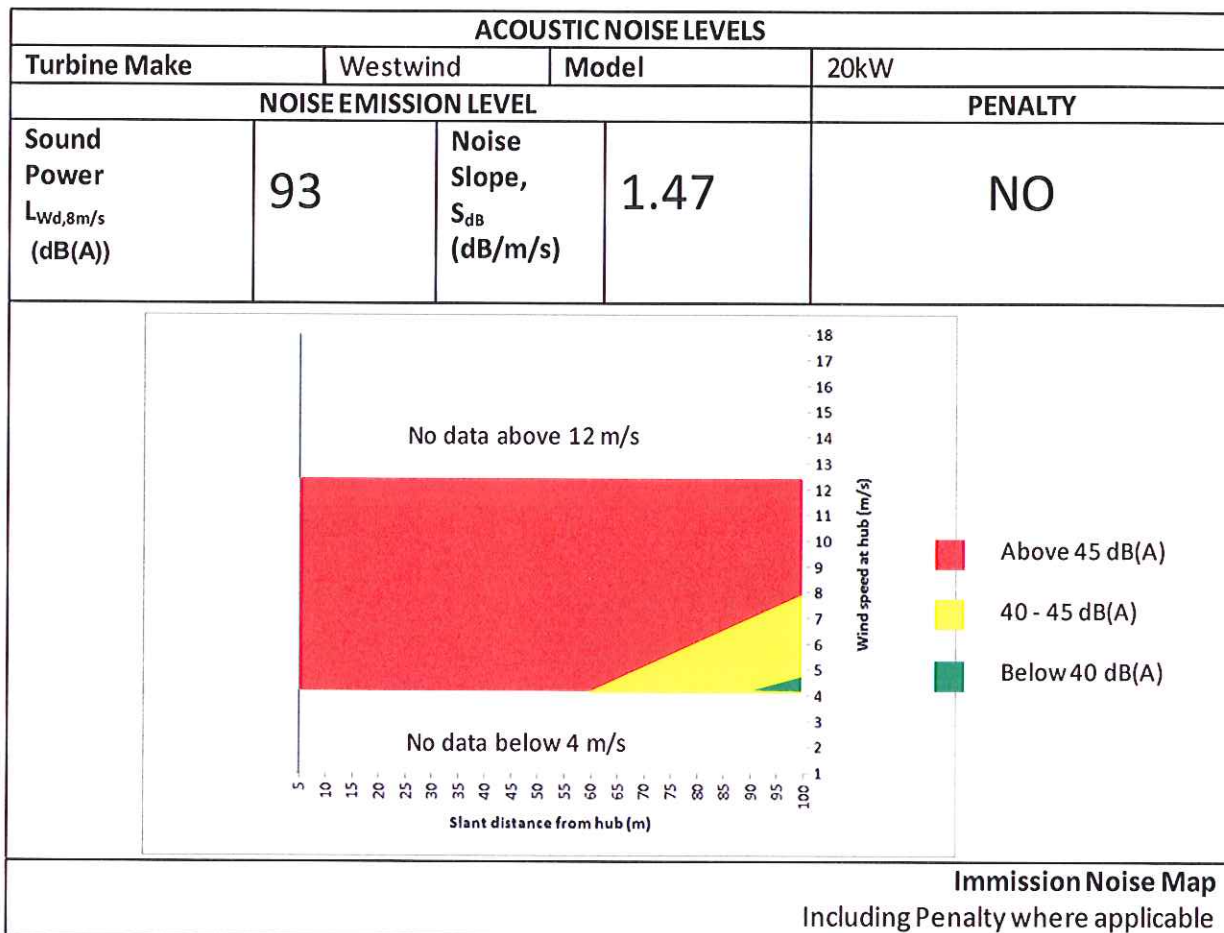 ACOUSTIC NOISE LEVELS
Turbine Make Westwind Model 20kW
NOISE EMISSION LEVEL PENALTY
Sound
Power
LWd,8m/s
(dB(A))
93
Noise
Slope,
SdB
(dB/m/s)
1.47
NO
No data above 12 m/s
No data below 4 m/s
18
17
16
15
14
13
12
11
10
9
8
7
6
5
4
3
2
1
Wind speed at hub (m/s)
5 10 15 20 25 30 35 40 45 50 55 60 65 70 75 80 85 90 95 100
Slant distance from hub (m)
Above 45 dB(A)
40 - 45 dB(A)
Below 40 dB(A)
Immission Noise Map
Including Penalty where applicable